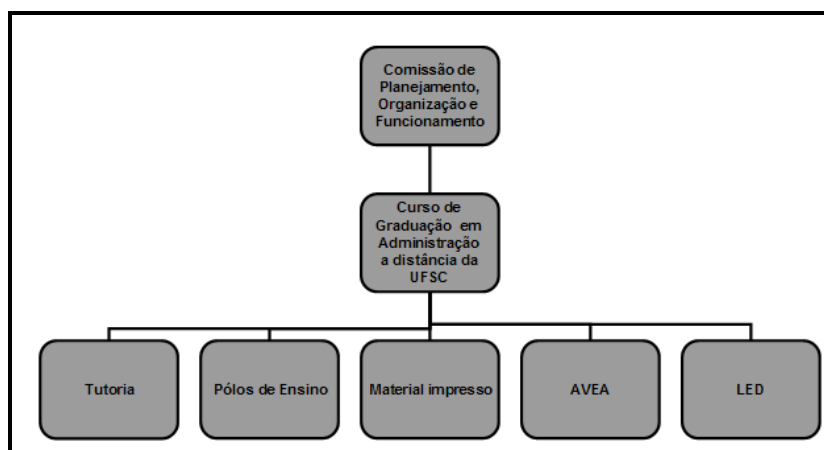 Comissão de
Planejamento,
Organização e
Funcionamento
Curso de
Graduação em
Administração
a distância da
UFSC
Tutoria
Pólos de Ensino
Material impresso
AVEA
LED